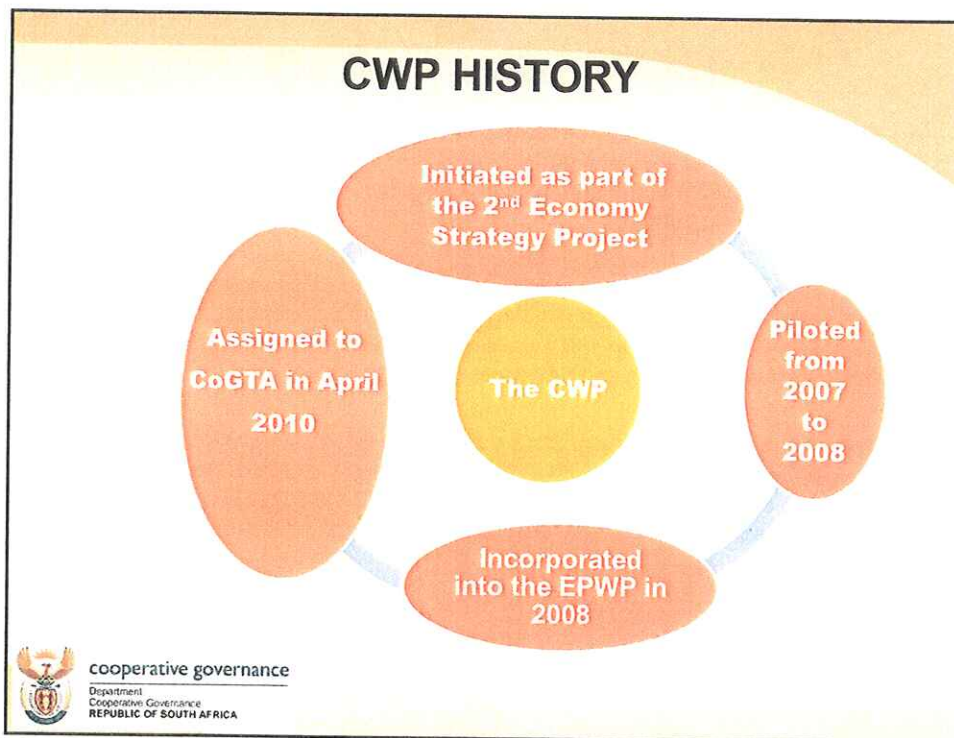 CWP HISTORY
Initiated as part of
the 2nd Economy
Strategy Project
Piloted
from
2007
to
2008
Incorporated
into the EPWP in
2008
Assigned to
CoGTA in April
2010
The CWP
cooperative governance
Department
Cooperative Governance
REPUBLIC OF SOUTH AFRICA